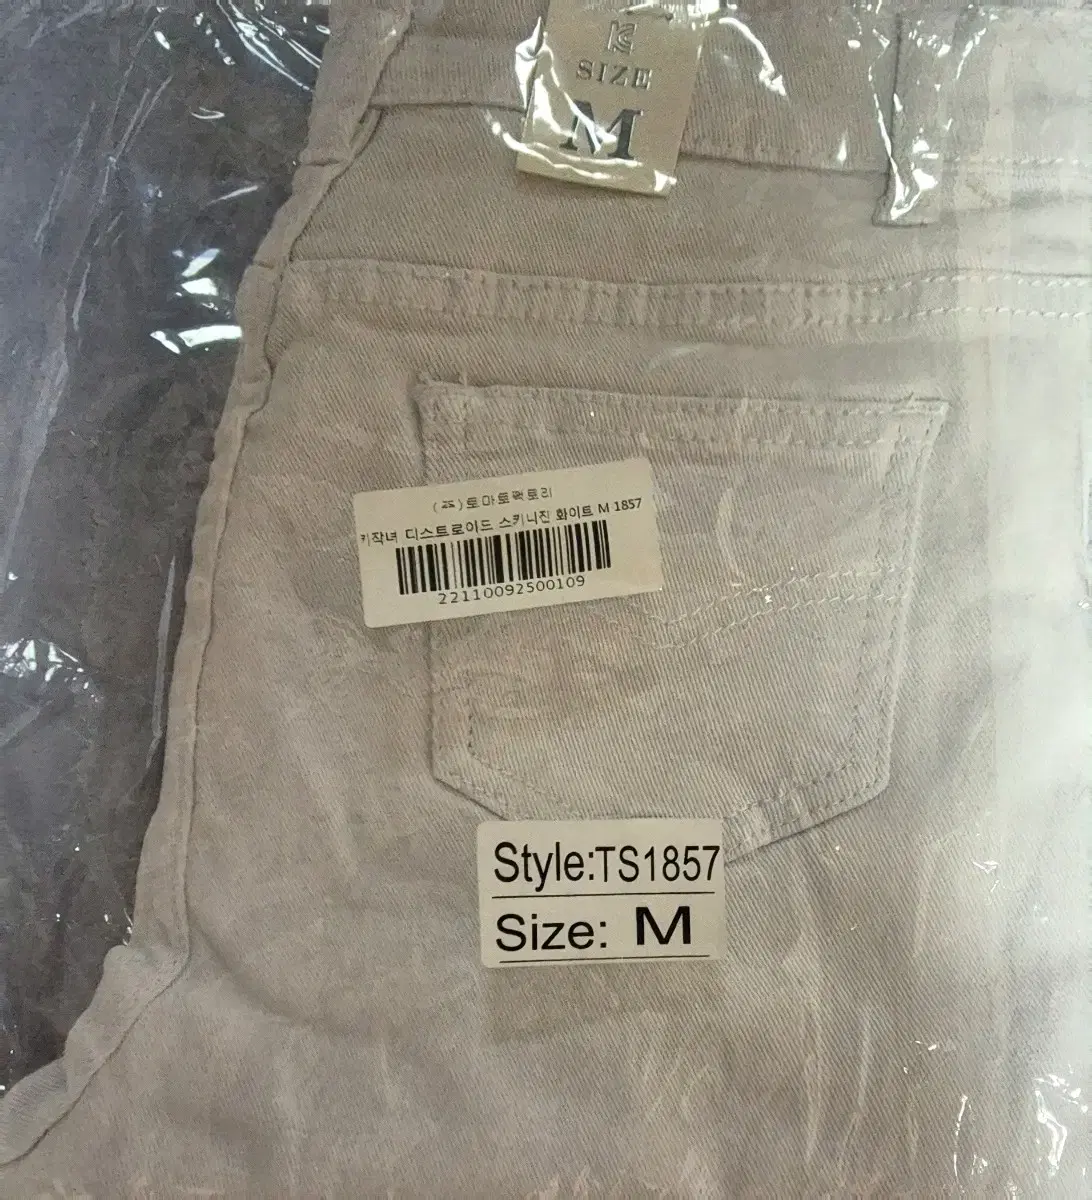 SIZE
M
(주)토마토팩토리
키작녀 디스트로이드 스키니진 화이트 M 1857
22110092500109
Style:TS1857
Size: M